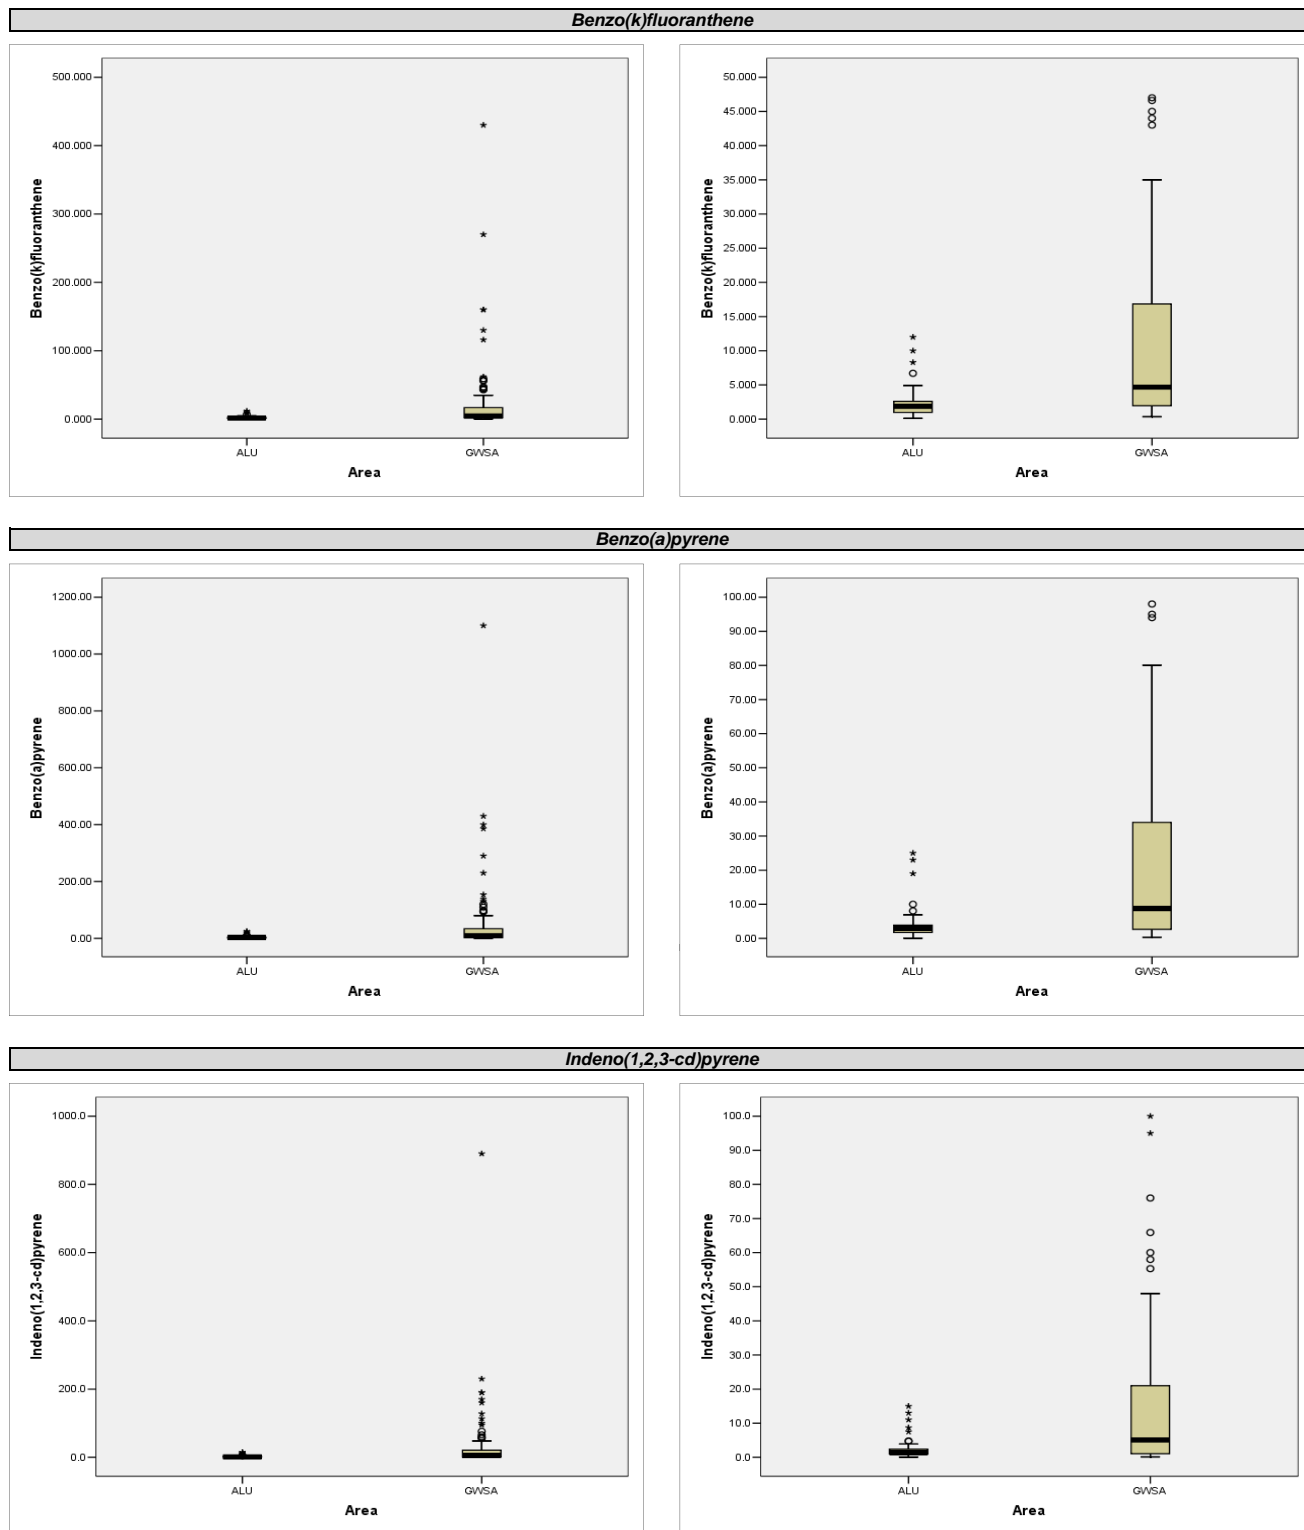 Benzo(k)fluoranthene
500.000
400.000
300.000
200.000
100.000
0.000
Benzo(k)fluoranthene
ALU
GWSA
Area
50.000
45.000
40.000
35.000
30.000
25.000
20.000
15.000
10.000
5.000
0.000
Benzo(k)fluoranthene
ALU
GWSA
Area
Benzo(a)pyrene
1200.00
1000.00
800.00
600.00
400.00
200.00
0.00
Benzo(a)pyrene
ALU
GWSA
Area
100.00
90.00
80.00
70.00
60.00
50.00
40.00
30.00
20.00
10.00
0.00
Benzo(a)pyrene
ALU
GWSA
Area
Indeno(1,2,3-cd)pyrene
1000.0
800.0
600.0
400.0
200.0
0.0
Indeno(1,2,3-cd)pyrene
ALU
GWSA
Area
100.0
90.0
80.0
70.0
60.0
50.0
40.0
30.0
20.0
10.0
0.0
Indeno(1,2,3-cd)pyrene
ALU
GWSA
Area